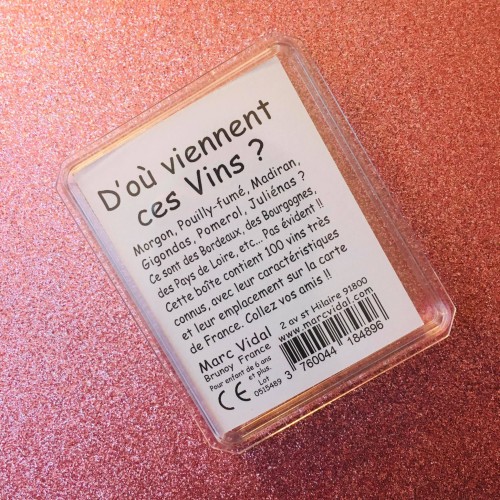 D'où viennent
ces Vins ?
Morgon, Pouilly-fumé, Madiran,
Gigondas, Pomerol, Juliénas ?
Ce sont des Bordeaux, des Bourgognes,
des Pays de Loire, etc... Pas évident !!
Cette boîte contient 100 vins très
connus, avec leur caractéristiques
et leur emplacement sur la carte
de France. Collez vos amis !!
Marc Vidal 2 av st Hilaire 91800
Brunoy France www.marcvidal.com
Pour enfant de 6 ans
et plus.
CE Lot
0515489
3 760044 184896